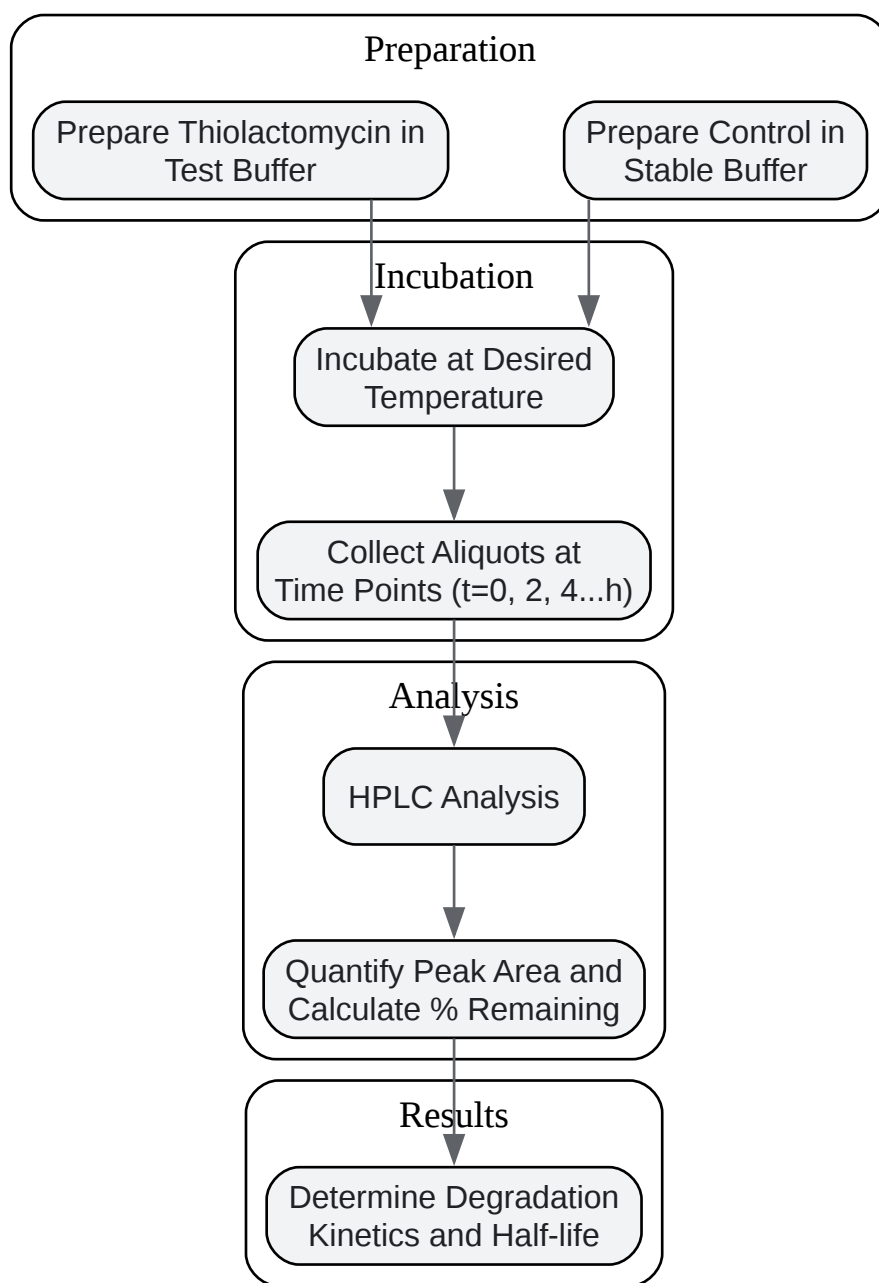 Preparation
Prepare Thiolactomycin in
Test Buffer
Prepare Control in
Stable Buffer
Incubation
Incubate at Desired
Temperature
Collect Aliquots at
Time Points (t=0, 2, 4...h)
Analysis
HPLC Analysis
Quantify Peak Area and
Calculate % Remaining
Results
Determine Degradation
Kinetics and Half-life